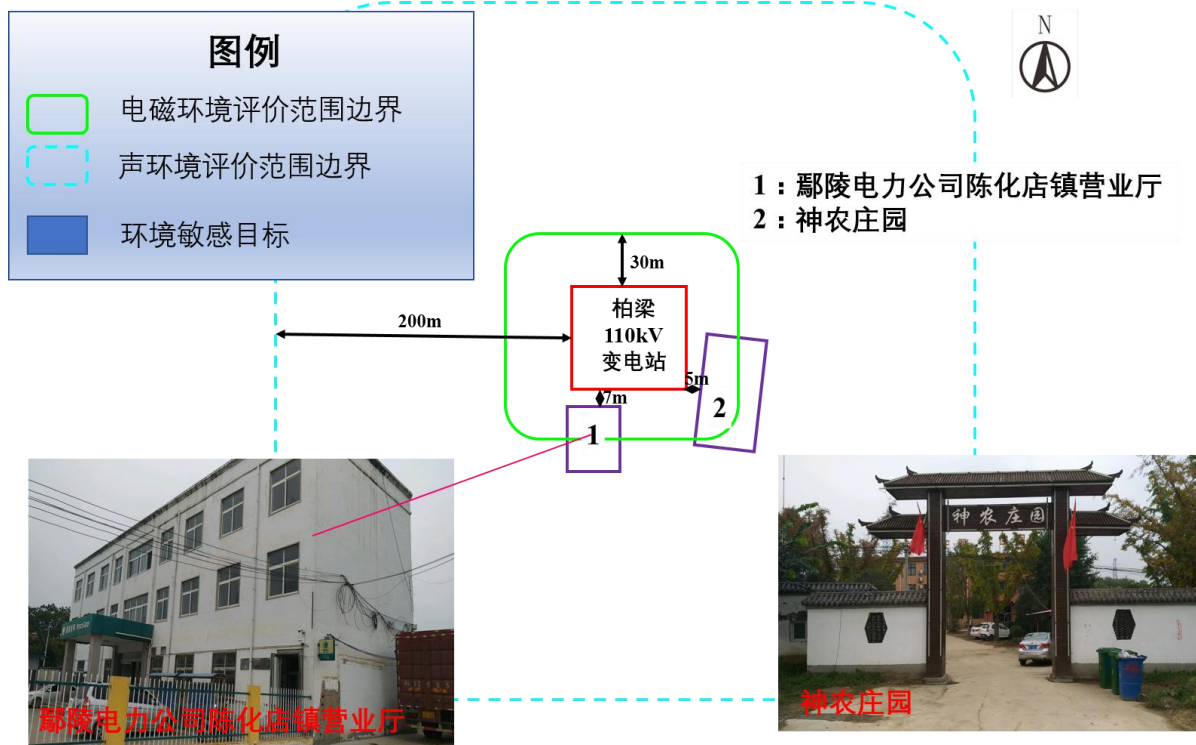 图例
电磁环境评价范围边界
声环境评价范围边界
环境敏感目标
N
1：鄢陵电力公司陈化店镇营业厅
2：神农庄园
30m
200m
柏梁
110kV
变电站
5m
7m
1
2
神农庄园
鄢陵电力公司陈化店镇营业厅
神农庄园